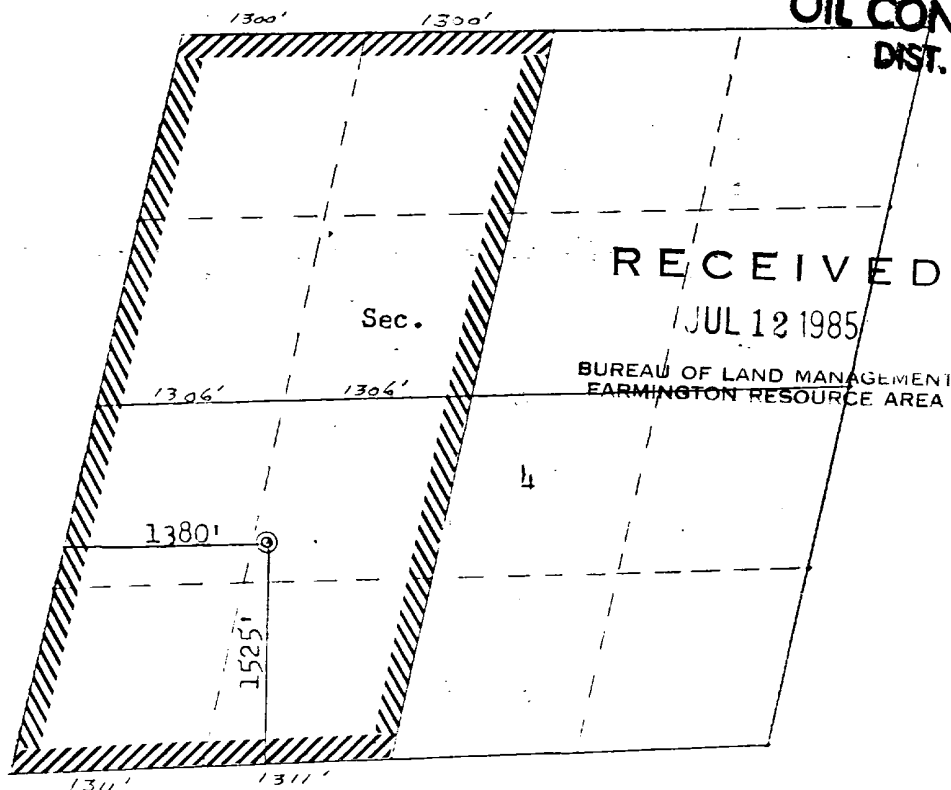 1300' 1300'
OIL CON
DIST.
RECEIVED
Sec.
JUL 12 1985
BUREAU OF LAND MANAGEMENT
FARMINGTON RESOURCE AREA
1306' 1306'
4
1380'
1525'
1311' 1311'